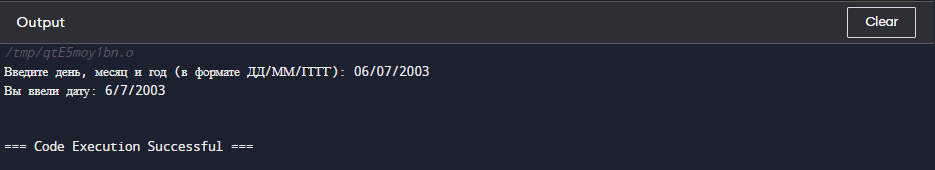 Output
Clear
/tmp/qtE5moy1bn.o
Введите день, месяц и год (в формате ДД/ММ/ГГГГ): 06/07/2003
Вы ввели дату: 6/7/2003
=== Code Execution Successful ===